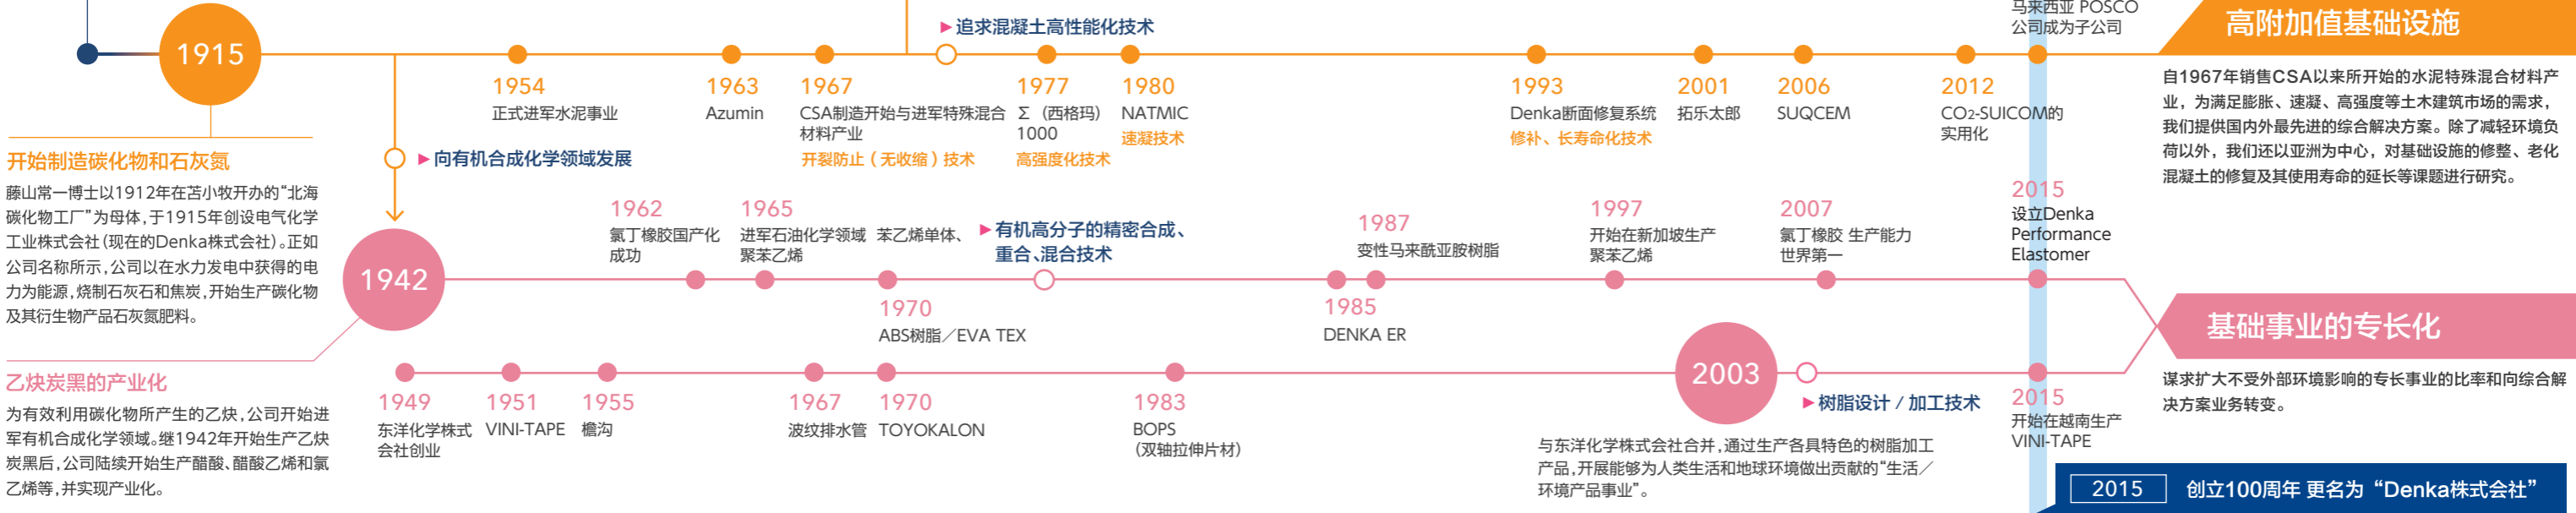 马来西亚 POSCO
公司成为子公司
▶追求混凝土高性能化技术
高附加值基础设施
1915
1954
正式进军水泥事业
1963
Azumin
1967
CSA制造开始与进军特殊混合
材料产业
开裂防止（无收缩）技术
1977
Σ（西格玛）
1000
高强度化技术
1980
NATMIC
速凝技术
1993
Denka断面修复系统
修补、长寿命化技术
2001
拓乐太郎
2006
SUQCEM
2012
CO2-SUICOM的
实用化
自1967年销售CSA以来所开始的水泥特殊混合材料产
业，为满足膨胀、速凝、高强度等土木建筑市场的需求，
我们提供国内外最先进的综合解决方案。除了减轻环境负
荷以外，我们还以亚洲为中心，对基础设施的修整、老化
混凝土的修复及其使用寿命的延长等课题进行研究。
开始制造碳化物和石灰氮
藤山常一博士以1912年在苫小牧开办的“北海
碳化物工厂”为母体，于1915年创设电气化学
工业株式会社（现在的Denka株式会社）。正如
公司名称所示，公司以在水力发电中获得的电
力为能源，烧制石灰石和焦炭，开始生产碳化物
及其衍生物产品石灰氮肥料。
▶向有机合成化学领域发展
1942
1962
氯丁橡胶国产化
成功
1965
进军石油化学领域 苯乙烯单体、
聚苯乙烯
▶有机高分子的精密合成、
重合、混合技术
1970
ABS树脂／EVA TEX
1985
DENKA ER
1987
变性马来酰亚胺树脂
1997
开始在新加坡生产
聚苯乙烯
2007
氯丁橡胶 生产能力
世界第一
2015
设立Denka
Performance
Elastomer
基础事业的专长化
谋求扩大不受外部环境影响的专长事业的比率和向综合解
决方案业务转变。
乙炔炭黑的产业化
为有效利用碳化物所产生的乙炔，公司开始进
军有机合成化学领域。继1942年开始生产乙炔
炭黑后，公司陆续开始生产醋酸、醋酸乙烯和氯
乙烯等，并实现产业化。
1949
东洋化学株式
会社创业
1951
VINI-TAPE
1955
檐沟
1967
波纹排水管
1970
TOYOKALON
1983
BOPS
（双轴拉伸片材）
2003
▶树脂设计 / 加工技术
与东洋化学株式会社合并，通过生产各具特色的树脂加工
产品，开展能够为人类生活和地球环境做出贡献的“生活／
环境产品事业”。
2015
开始在越南生产
VINI-TAPE
2015 创立100周年 更名为“Denka株式会社”